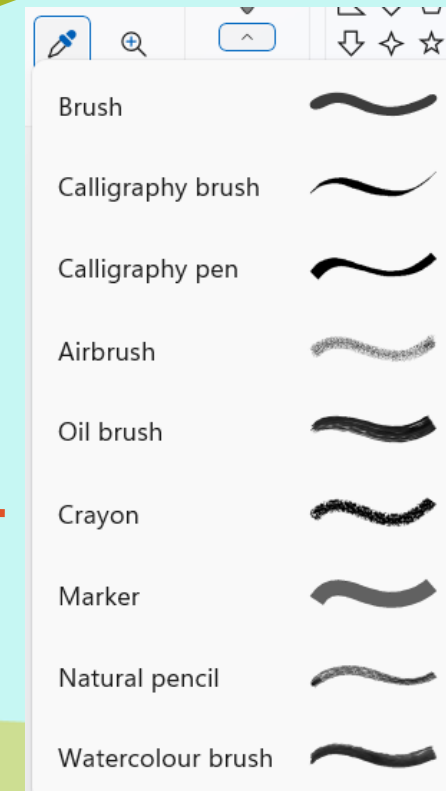 Brush
Calligraphy brush
Calligraphy pen
Airbrush
Oil brush
Crayon
Marker
Natural pencil
Watercolour brush